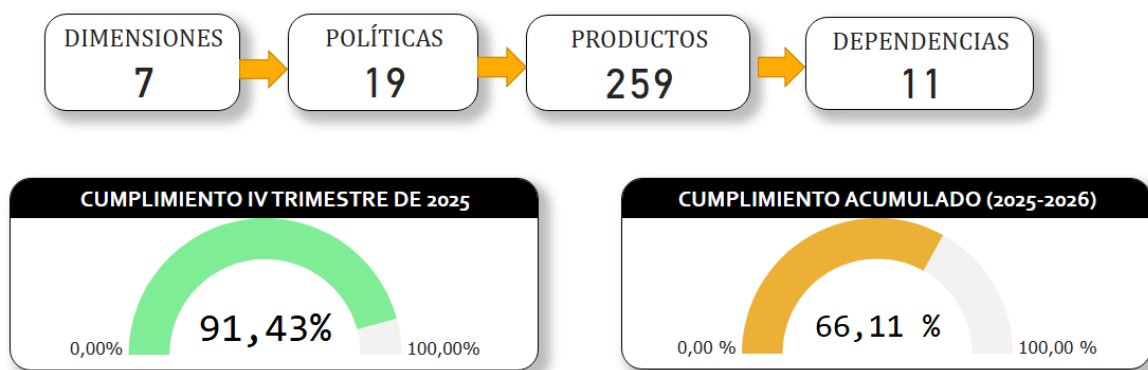 DIMENSIONES
7
POLÍTICAS
19
PRODUCTOS
259
DEPENDENCIAS
11
CUMPLIMIENTO IV TRIMESTRE DE 2025
91,43%
0,00%
100,00%
CUMPLIMIENTO ACUMULADO (2025-2026)
66,11 %
0,00 %
100,00 %